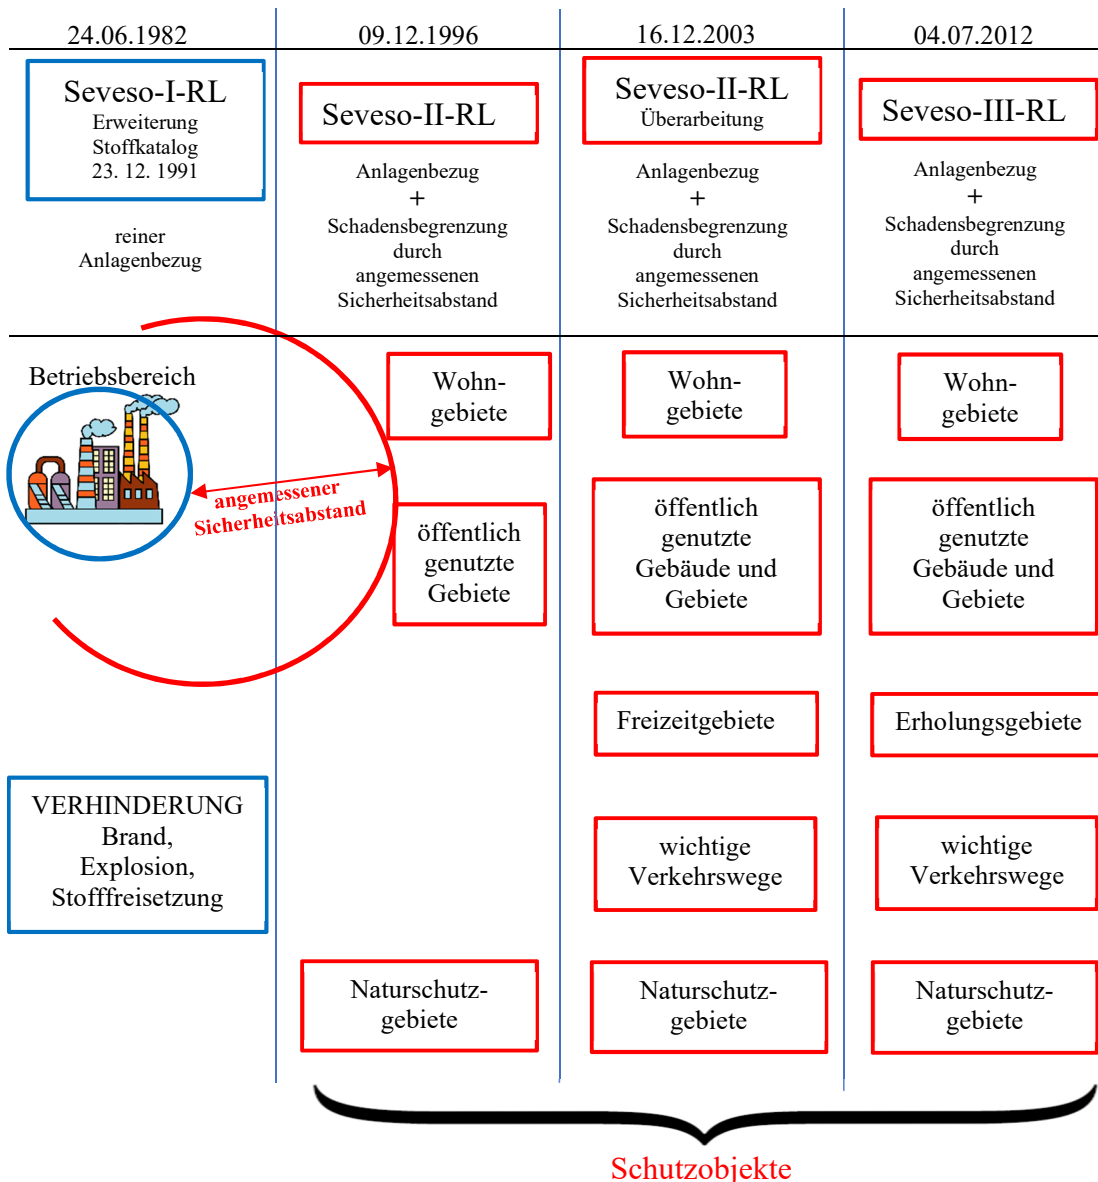 24.06.1982
09.12.1996
16.12.2003
04.07.2012
Seveso-I-RL
Erweiterung
Stoffkatalog
23. 12. 1991
Seveso-II-RL
Seveso-II-RL
Überarbeitung
Seveso-III-RL
reiner
Anlagenbezug
Anlagenbezug
+
Schadensbegrenzung
durch
angemessenen
Sicherheitsabstand
Anlagenbezug
+
Schadensbegrenzung
durch
angemessenen
Sicherheitsabstand
Anlagenbezug
+
Schadensbegrenzung
durch
angemessenen
Sicherheitsabstand
Betriebsbereich
angemessener
Sicherheitsabstand
VERHINDERUNG
Brand,
Explosion,
Stofffreisetzung
Wohn-
gebiete
öffentlich
genutzte
Gebiete
Naturschutz-
gebiete
Wohn-
gebiete
öffentlich
genutzte
Gebäude und
Gebiete
Freizeitgebiete
wichtige
Verkehrswege
Naturschutz-
gebiete
Wohn-
gebiete
öffentlich
genutzte
Gebäude und
Gebiete
Erholungsgebiete
wichtige
Verkehrswege
Naturschutz-
gebiete
Schutzobjekte